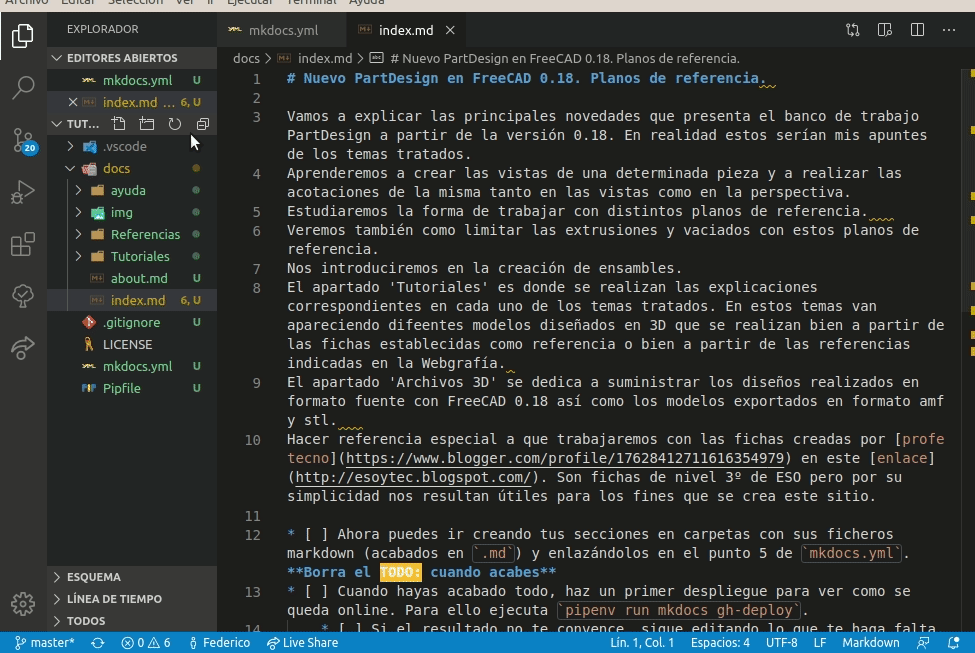 Archivo Editar Selección Ver Ir Ejecutar Terminal Ayuda
EXPLORADOR
mkdocs.yml
index.md
EDITORES ABIERTOS
mkdocs.yml U
index.md ... 6, U
TUT...
.vscode
docs
ayuda
img
Referencias
Tutoriales
about.md U
index.md 6, U
.gitignore U
LICENSE
mkdocs.yml U
Pipfile U
20
ESQUEMA
LÍNEA DE TIEMPO
TODOS
docs > index.md > # Nuevo PartDesign en FreeCAD 0.18. Planos de referencia.
1 # Nuevo PartDesign en FreeCAD 0.18. Planos de referencia.
2
3 Vamos a explicar las principales novedades que presenta el banco de trabajo
PartDesign a partir de la versión 0.18. En realidad estos serían mis apuntes
de los temas tratados.
4 Aprenderemos a crear las vistas de una determinada pieza y a realizar las
acotaciones de la misma tanto en las vistas como en la perspectiva.
5 Estudiaremos la forma de trabajar con distintos planos de referencia.
6 Veremos también como limitar las extrusiones y vaciados con estos planos de
referencia.
7 Nos introduciremos en la creación de ensambles.
8 El apartado 'Tutoriales' es donde se realizan las explicaciones
correspondientes en cada uno de los temas tratados. En estos temas van
apareciendo difeentes modelos diseñados en 3D que se realizan bien a partir de
las fichas establecidas como referencia o bien a partir de las referencias
indicadas en la Webgrafía.
9 El apartado 'Archivos 3D' se dedica a suministrar los diseños realizados en
formato fuente con FreeCAD 0.18 así como los modelos exportados en formato amf
y stl.
10 Hacer referencia especial a que trabajaremos con las fichas creadas por [profe
tecno](https://www.blogger.com/profile/17628412711616354979) en este [enlace]
(http://esoytec.blogspot.com/). Son fichas de nivel 3º de ESO pero por su
simplicidad nos resultan útiles para los fines que se crea este sitio.
11
12 * [ ] Ahora puedes ir creando tus secciones en carpetas con sus ficheros
markdown (acabados en `.md`) y enlazándolos en el punto 5 de `mkdocs.yml`.
**Borra el TODO: cuando acabes**
13 * [ ] Cuando hayas acabado todo, haz un primer despliegue para ver como se
queda online. Para ello ejecuta `pipenv run mkdocs gh-deploy`.
14 * [ ] Si el resultado no te convence, sigue editando lo que te haga falta
master* 0 6 Federico Live Share Lín. 1, Col. 1 Espacios: 4 UTF-8 LF Markdown